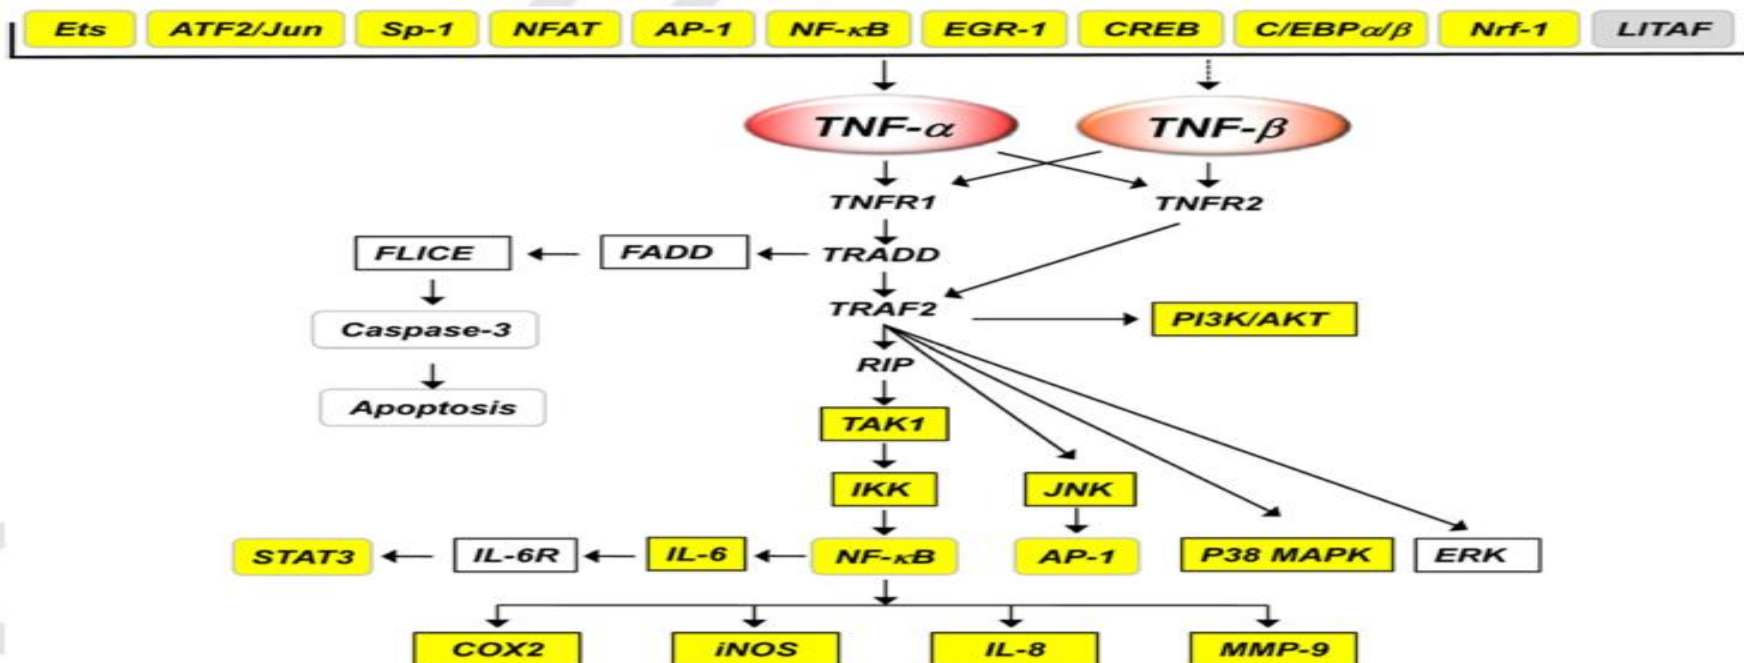 Ets ATF2/Jun Sp-1 NFAT AP-1 NF-κB EGR-1 CREB C/EBPα/β Nrf-1 LITAF
TNF-α TNF-β
TNFR1 TNFR2
FLICE FADD TRADD
TRAF2
Caspase-3 PI3K/AKT
RIP
Apoptosis
TAK1
IKK JNK
STAT3 IL-6R IL-6 NF-κB AP-1 P38 MAPK ERK
COX2 iNOS IL-8 MMP-9